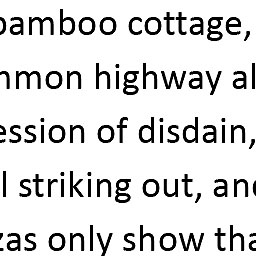 bamboo cottage,
mmon highway al
ession of disdain,
l striking out, and
zas only show tha